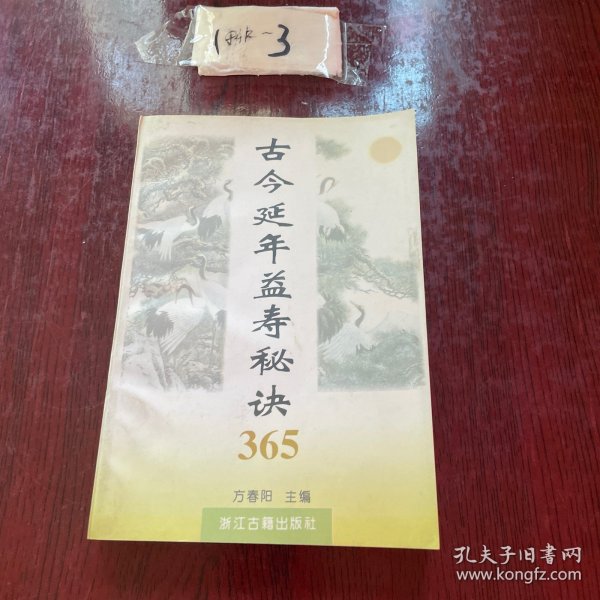 古今延年益寿秘诀
365
方春阳 主编
浙江古籍出版社
孔夫子旧书网
www.kongfz.com